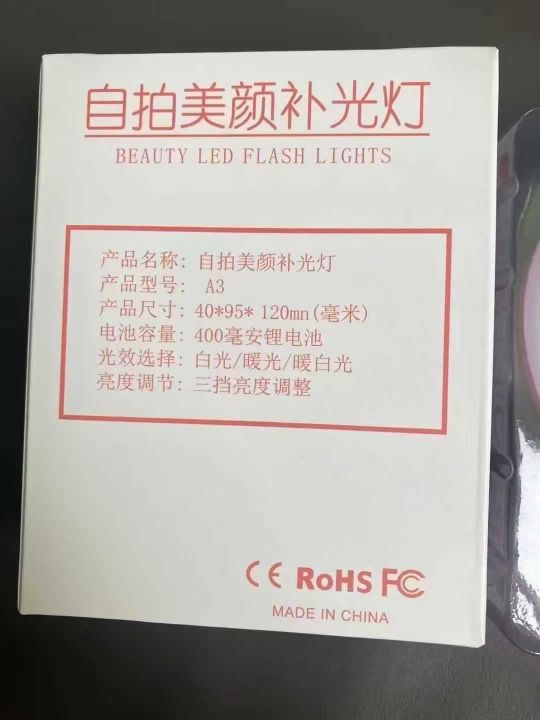 自拍美颜补光灯
BEAUTY LED FLASH LIGHTS
产品名称: 自拍美颜补光灯
产品型号: A3
产品尺寸: 40*95* 120mn(毫米)
电池容量: 400毫安锂电池
光效选择: 白光/暖光/暖白光
亮度调节: 三挡亮度调整
CE RoHS FC
MADE IN CHINA